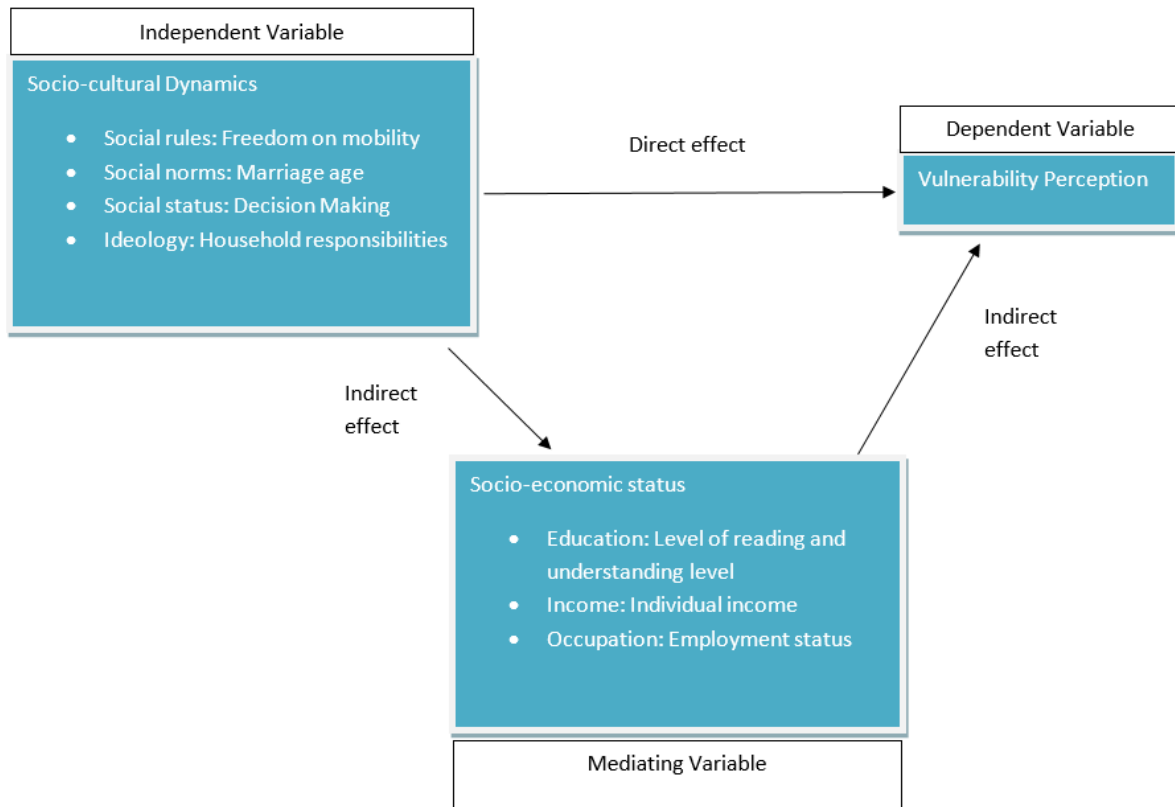 Independent Variable
Socio-cultural Dynamics
• Social rules: Freedom on mobility
• Social norms: Marriage age
• Social status: Decision Making
• Ideology: Household responsibilities
Direct effect
Dependent Variable
Vulnerability Perception
Indirect
effect
Indirect
effect
Socio-economic status
• Education: Level of reading and
understanding level
• Income: Individual income
• Occupation: Employment status
Mediating Variable